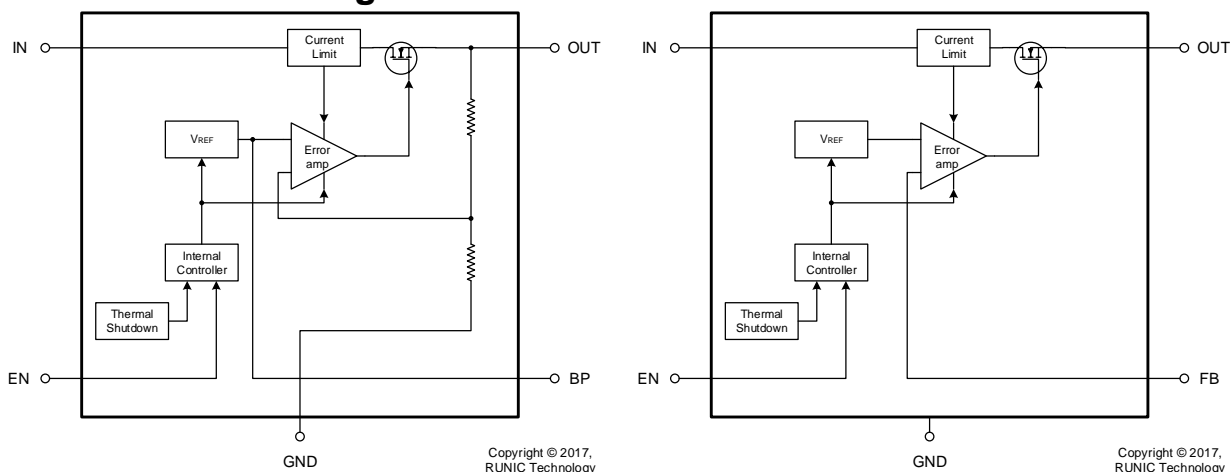 IN
Current
Limit
OUT
VREF
Error
amp
Internal
Controller
Thermal
Shutdown
EN
BP
GND
Copyright © 2017,
RUNIC Technology
IN
Current
Limit
OUT
VREF
Error
amp
Internal
Controller
Thermal
Shutdown
EN
FB
GND
Copyright © 2017,
RUNIC Technology